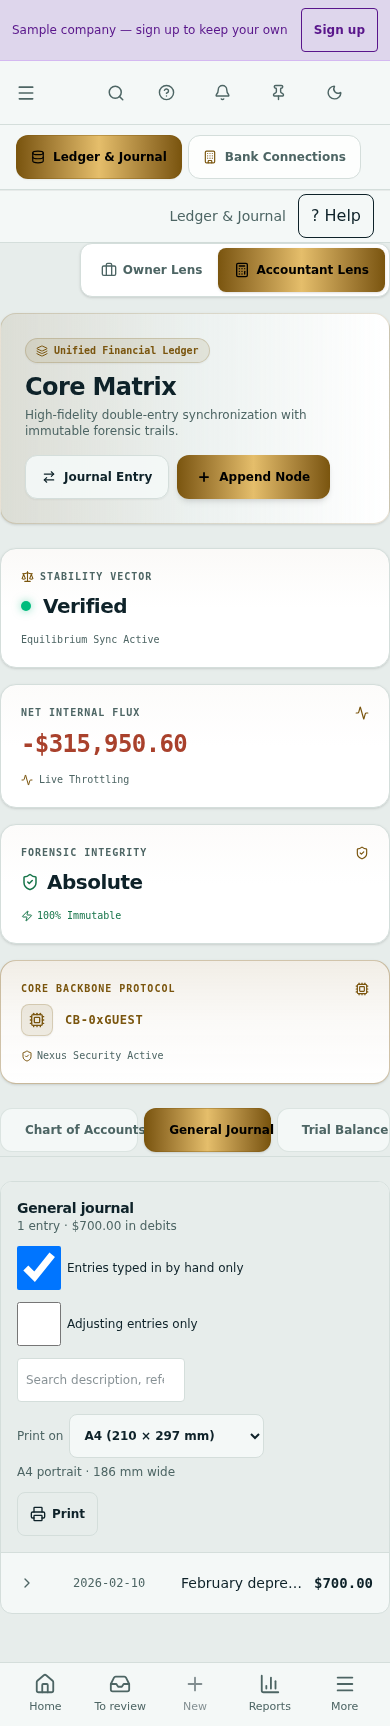 Sample company — sign up to keep your own
Sign up
Ledger & Journal
Bank Connections
Ledger & Journal
? Help
Owner Lens
Accountant Lens
Unified Financial Ledger
Core Matrix
High-fidelity double-entry synchronization with
immutable forensic trails.
Journal Entry
Append Node
STABILITY VECTOR
Verified
Equilibrium Sync Active
NET INTERNAL FLUX
-$315,950.60
Live Throttling
FORENSIC INTEGRITY
Absolute
100% Immutable
CORE BACKBONE PROTOCOL
CB-0xGUEST
Nexus Security Active
Chart of Accounts
General Journal
Trial Balance
General journal
1 entry · $700.00 in debits
Entries typed in by hand only
Adjusting entries only
Search description, refe
Print on
A4 (210 × 297 mm)
A4 portrait · 186 mm wide
Print
2026-02-10 February depre... $700.00
Home
To review
New
Reports
More